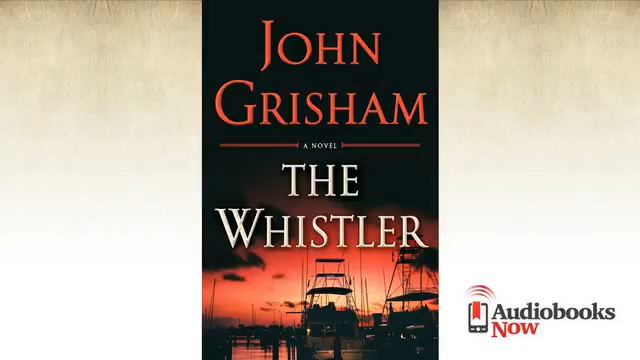 JOHN
GRISHAM
A NOVEL
THE
WHISTLER
Audiobooks
Now